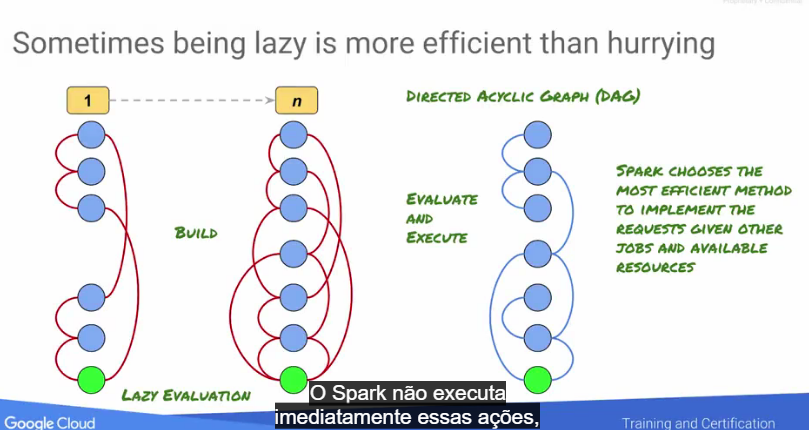 Sometimes being lazy is more efficient than hurrying
1
n
DIRECTED ACYCLIC GRAPH (DAG)
BUILD
EVALUATE
AND
EXECUTE
SPARK CHOOSES THE
MOST EFFICIENT METHOD
TO IMPLEMENT THE
REQUESTS GIVEN OTHER
JOBS AND AVAILABLE
RESOURCES
LAZY EVALUATION
O Spark não executa
imediatamente essas ações,
Google Cloud
Training and Certification